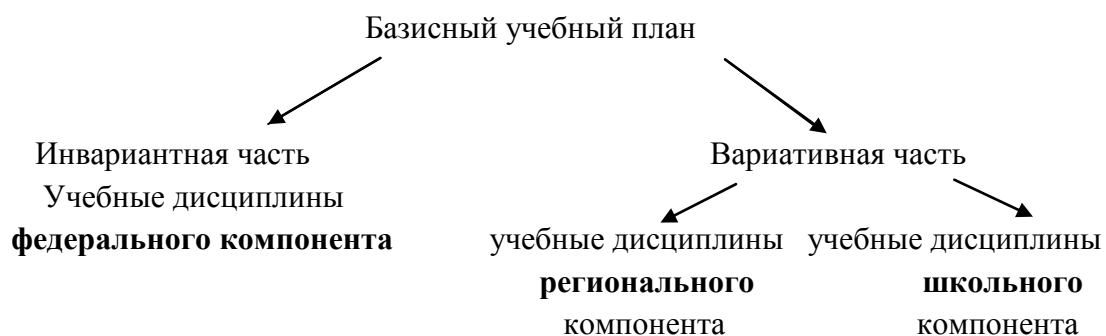 Базисный учебный план
Инвариантная часть
Учебные дисциплины
федерального компонента
Вариативная часть
учебные дисциплины
регионального
компонента
учебные дисциплины
школьного
компонента